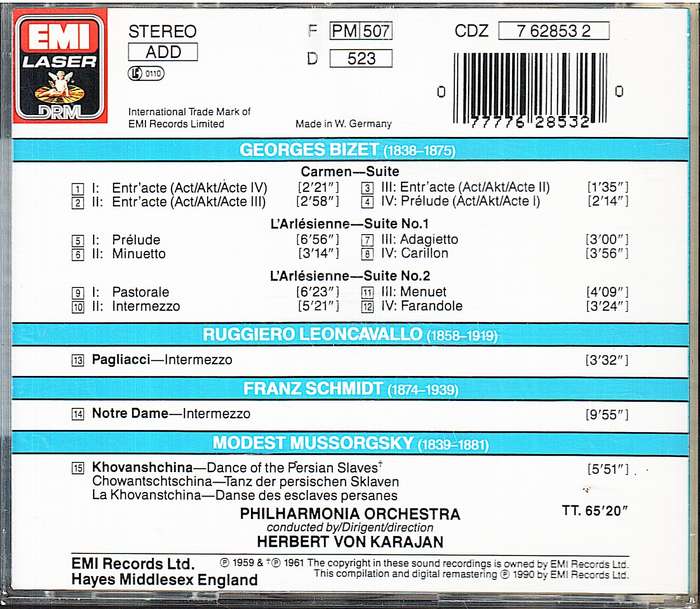 EMI
LASER
DRM
STEREO
ADD
0110
International Trade Mark of
EMI Records Limited
F PM 507
D 523
Made in W. Germany
CDZ 7 62853 2
0 77776 28532 0
GEORGES BIZET (1838–1875)
Carmen—Suite
1 I: Entr'acte (Act/Akt/Acte IV) [2'21"] 3 III: Entr'acte (Act/Akt/Acte II) [1'35"]
2 II: Entr'acte (Act/Akt/Acte III) [2'58"] 4 IV: Prélude (Act/Akt/Acte I) [2'14"]
L'Arlésienne—Suite No.1
5 I: Prélude [6'56"] 7 III: Adagietto [3'00"]
6 II: Minuetto [3'14"] 8 IV: Carillon [3'56"]
L'Arlésienne—Suite No.2
9 I: Pastorale [6'23"] 11 III: Menuet [4'09"]
10 II: Intermezzo [5'21"] 12 IV: Farandole [3'24"]
RUGGIERO LEONCAVALLO (1858–1919)
13 Pagliacci—Intermezzo [3'32"]
FRANZ SCHMIDT (1874–1939)
14 Notre Dame—Intermezzo [9'55"]
MODEST MUSSORGSKY (1839–1881)
15 Khovanshchina—Dance of the Persian Slaves† [5'51"]
Chowantschtschina—Tanz der persischen Sklaven
La Khovanstchina—Danse des esclaves persanes
PHILHARMONIA ORCHESTRA TT. 65'20"
conducted by/Dirigent/direction
HERBERT VON KARAJAN
EMI Records Ltd.
Hayes Middlesex England
℗ 1959 & †℗ 1961 The copyright in these sound recordings is owned by EMI Records Ltd.
This compilation and digital remastering ℗ 1990 by EMI Records Ltd.